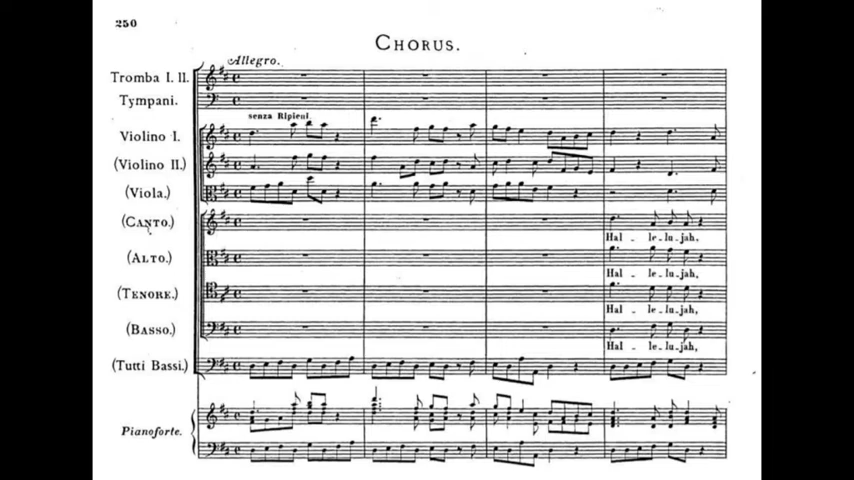 250
CHORUS.
Allegro.
Tromba I. II.
Tympani.
senza Ripieni.
Violino I.
(Violino II.)
(Viola.)
(CANTO.)
Hal - le - lu - jah,
(ALTO.)
Hal - le - lu - jah,
(TENORE.)
Hal - le - lu - jah,
(BASSO.)
Hal - le - lu - jah,
(Tutti Bassi.)
Pianoforte.